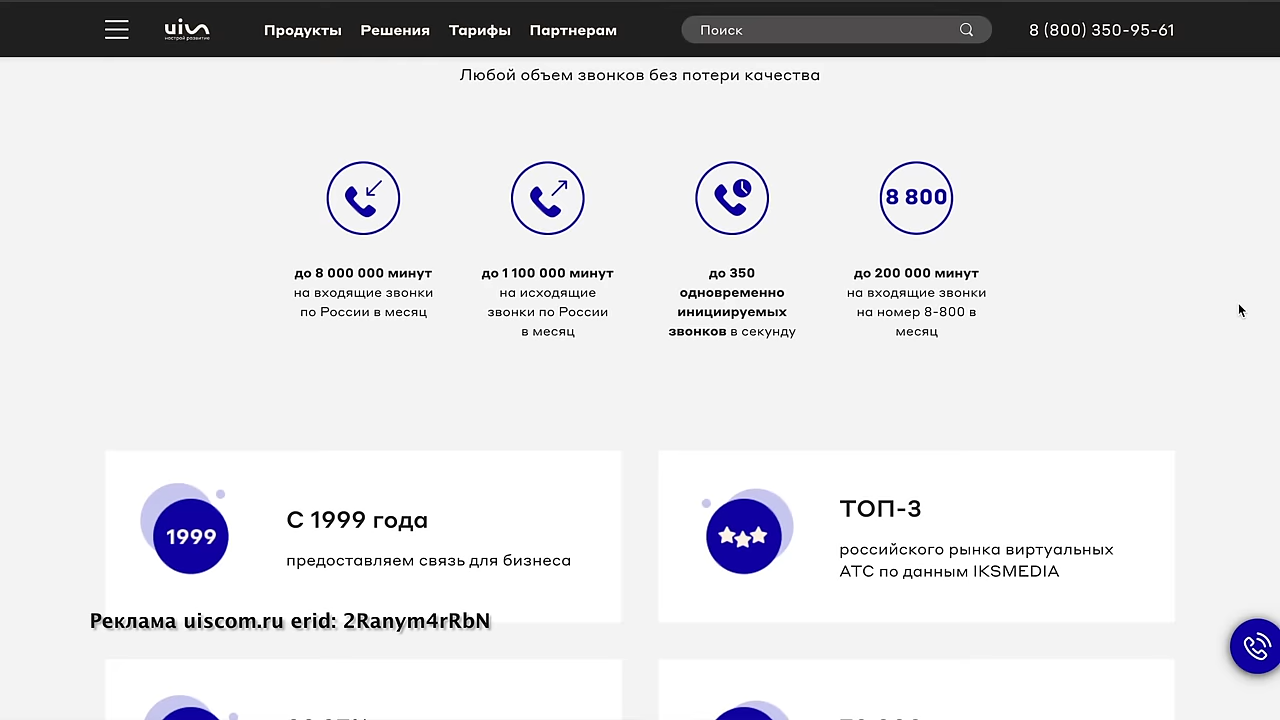 uis
Продукты
Решения
Тарифы
Партнерам
Поиск
8 (800) 350-95-61
Любой объем звонков без потери качества
8 800
до 8 000 000 минут
на входящие звонки
по России в месяц
до 1 100 000 минут
на исходящие
звонки по России
в месяц
до 350
одновременно
инициируемых
звонков в секунду
до 200 000 минут
на входящие звонки
на номер 8-800 в
месяц
1999
С 1999 года
предоставляем связь для бизнеса
ТОП-3
российского рынка виртуальных
АТС по данным IKSMEDIA
Реклама uiscom.ru erid: 2Ranym4rRbN